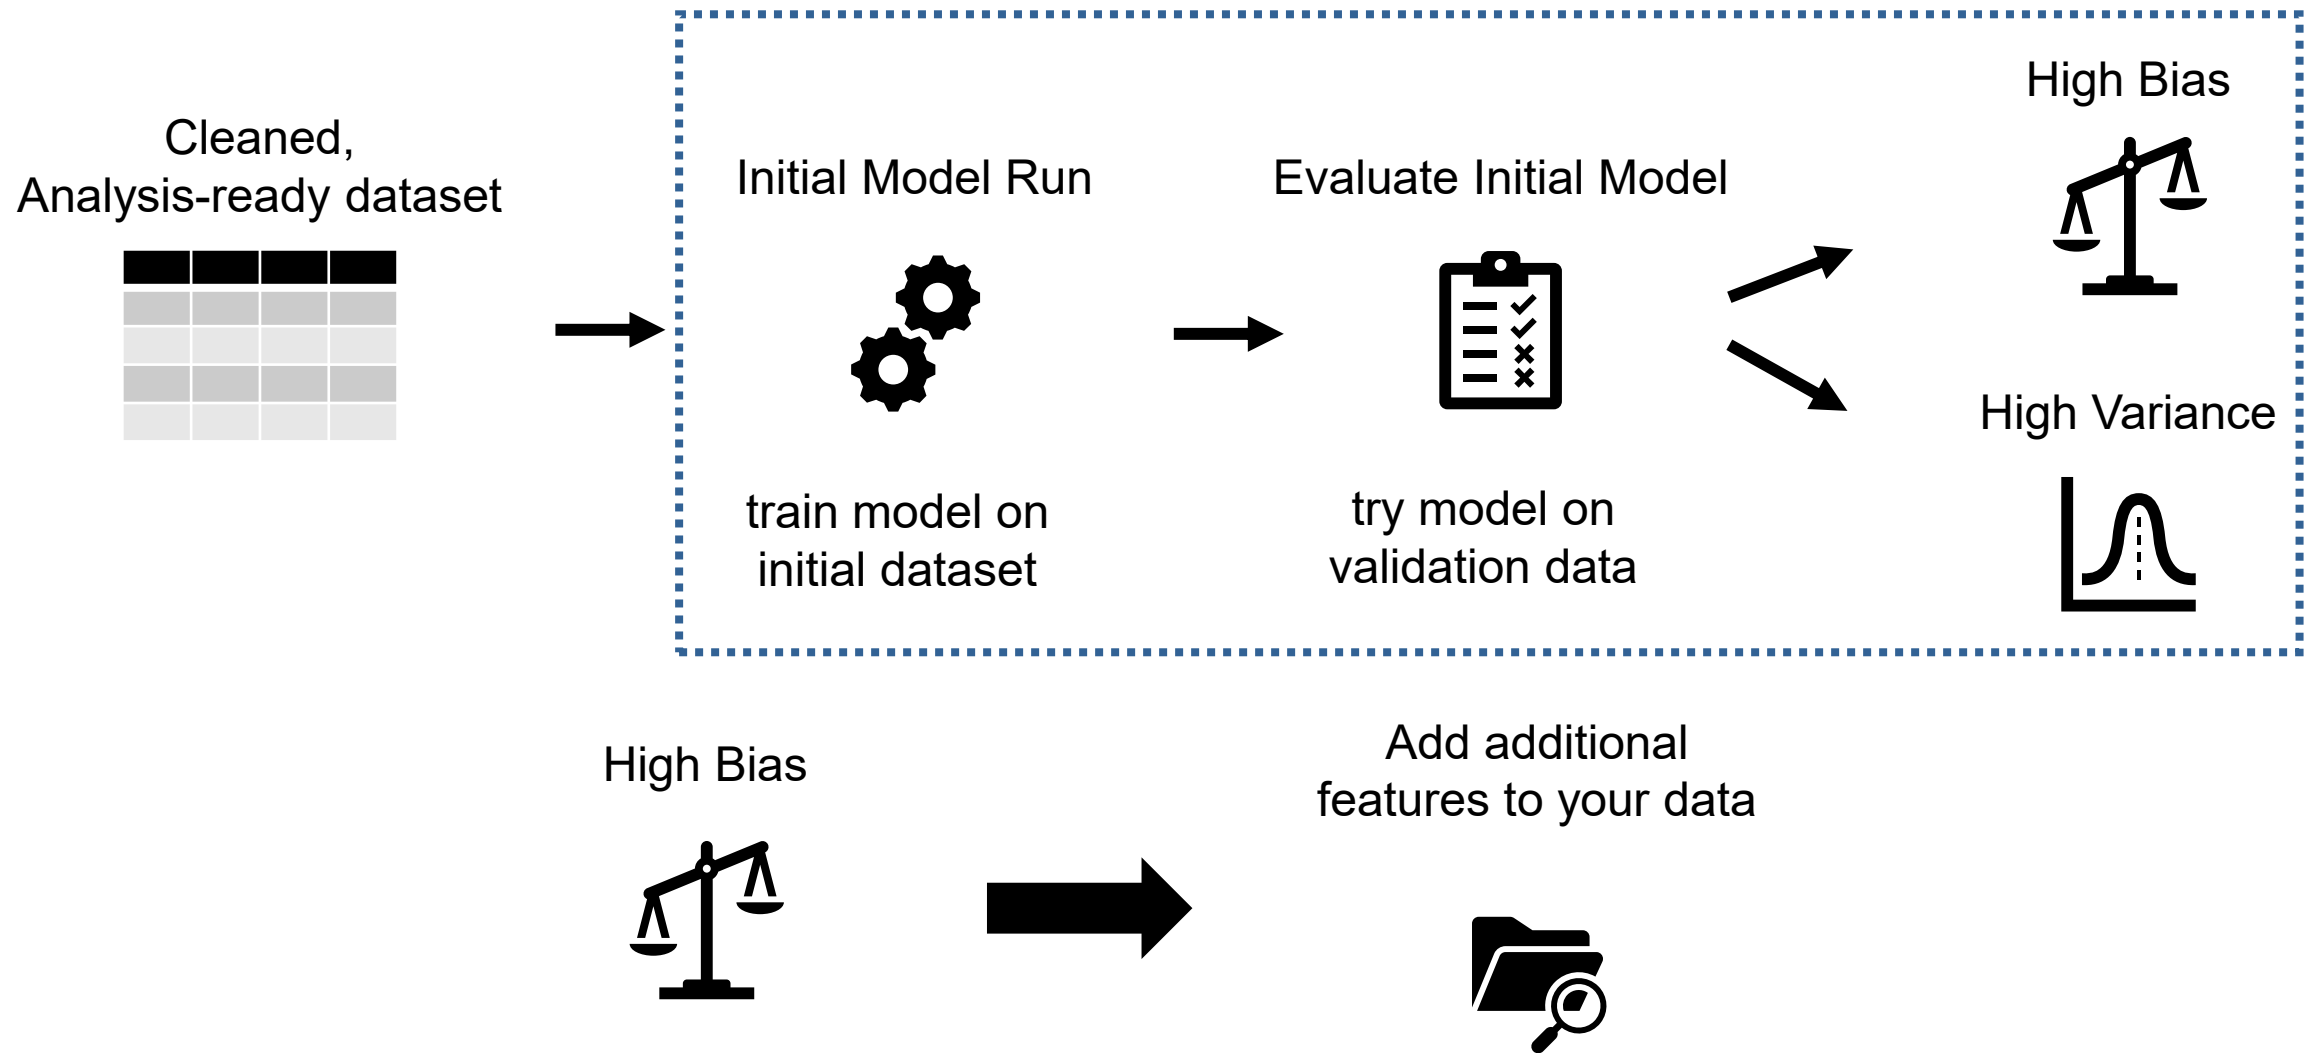 Cleaned,
Analysis-ready dataset
Initial Model Run
train model on
initial dataset
Evaluate Initial Model
try model on
validation data
High Bias
High Variance
High Bias
Add additional
features to your data